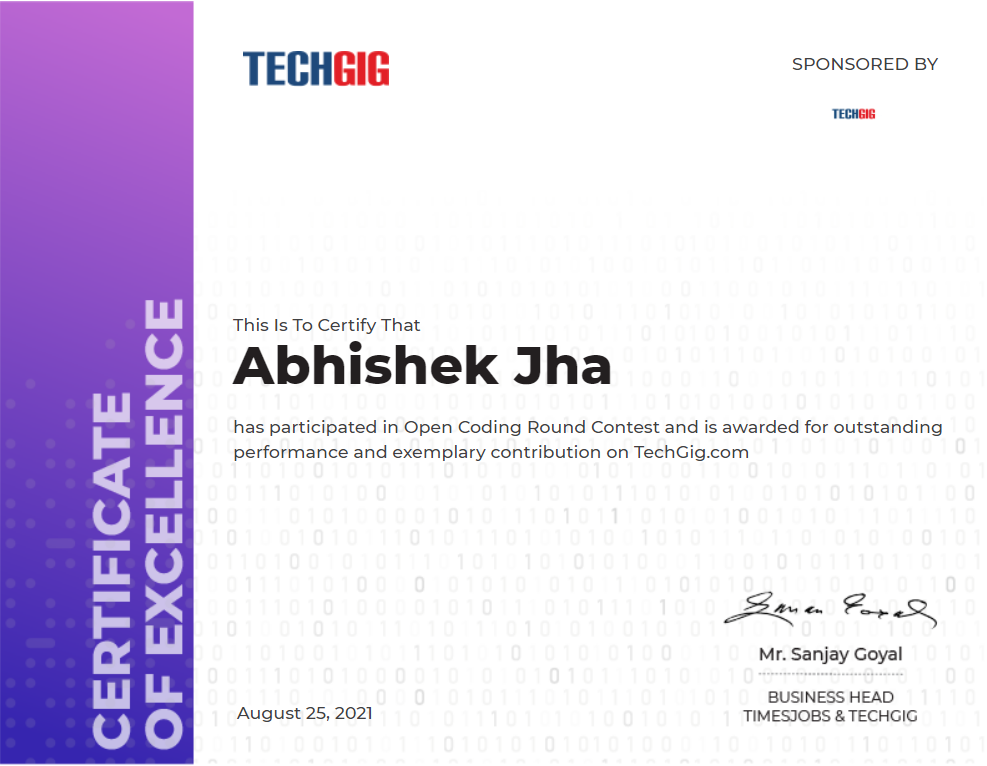 TECHGIG
SPONSORED BY
TECHGIG
CERTIFICATE
OF EXCELLENCE
This Is To Certify That
Abhishek Jha
has participated in Open Coding Round Contest and is awarded for outstanding
performance and exemplary contribution on TechGig.com
Mr. Sanjay Goyal
BUSINESS HEAD
TIMESJOBS & TECHGIG
August 25, 2021